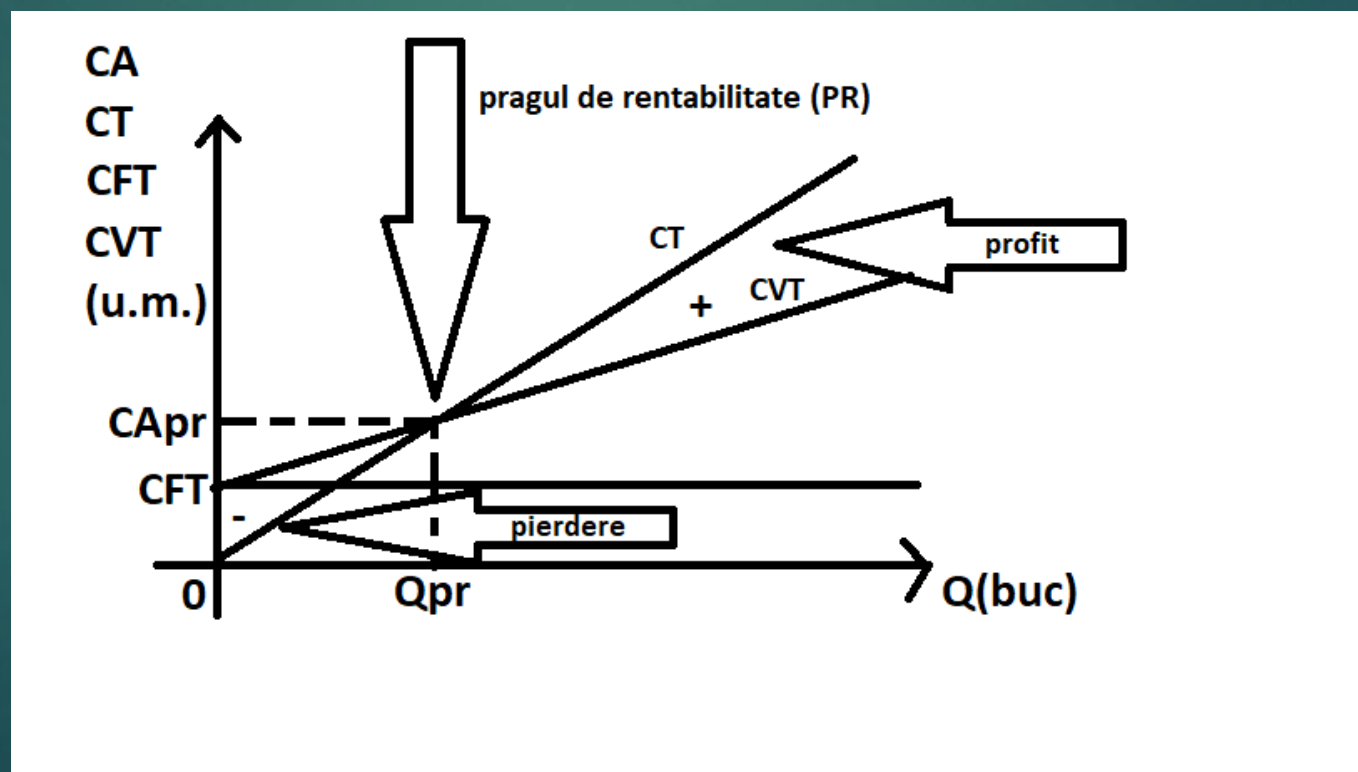 CA
CT
CFT
CVT
(u.m.)
pragul de rentabilitate (PR)
CT
profit
+
CVT
CApr
CFT
-
pierdere
0
Qpr
Q(buc)